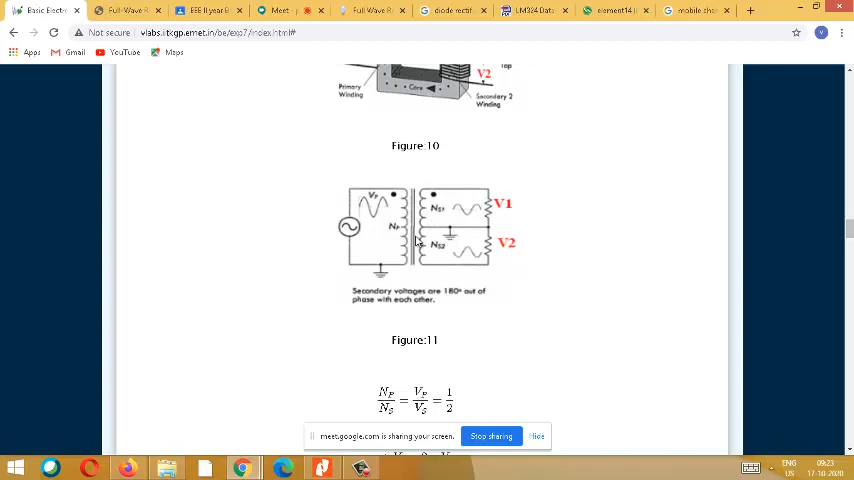 Basic Electro
Full-Wave R
EEE II year B
Meet -
Full Wave R
diode rectif
LM324 Data
element14 I
mobile char
Not secure
vlabs.iitkgp.ernet.in/be/exp7/index.html#
V
Apps
Gmail
YouTube
Maps
Tap
V2
Primary
Winding
Core
Secondary 2
Winding
Figure:10
VP
NS1
V1
NP
NS2
V2
Secondary voltages are 180° out of
phase with each other.
Figure:11
NP/NS = VP/VS = 1/2
meet.google.com is sharing your screen.
Stop sharing
Hide
ENG
US
09:23
17-10-2020